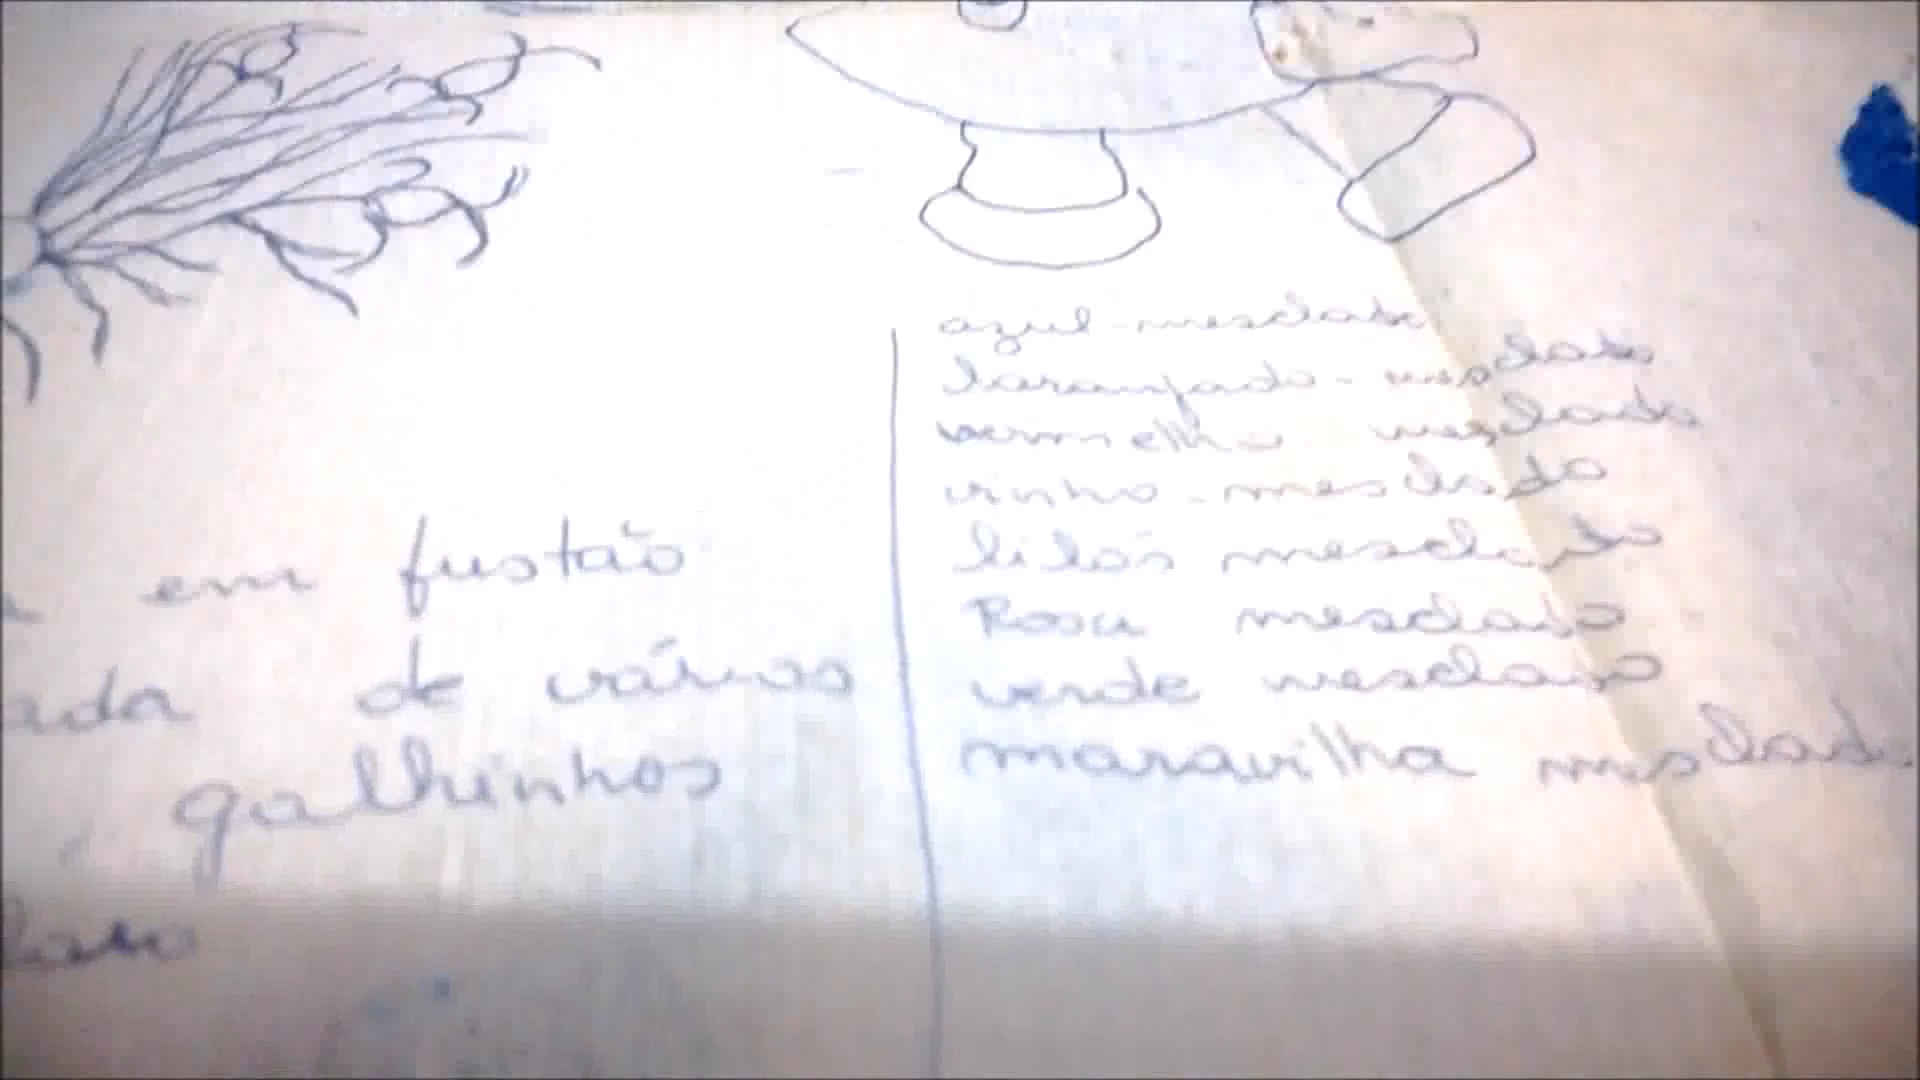 em fustão
de vários
galhinhos
azul-mesclado
laranjado-mesclado
vermelho mesclado
vinho-mesclado
lilás mesclado
Rosa mesclado
verde mesclado
maravilha mesclado